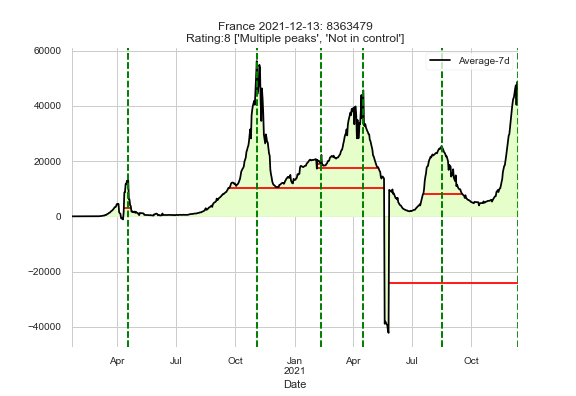 France 2021-12-13: 8363479
Rating:8 ['Multiple peaks', 'Not in control']
60000
Average-7d
40000
20000
0
−20000
−40000
Apr Jul Oct Jan Apr Jul Oct
2021
Date